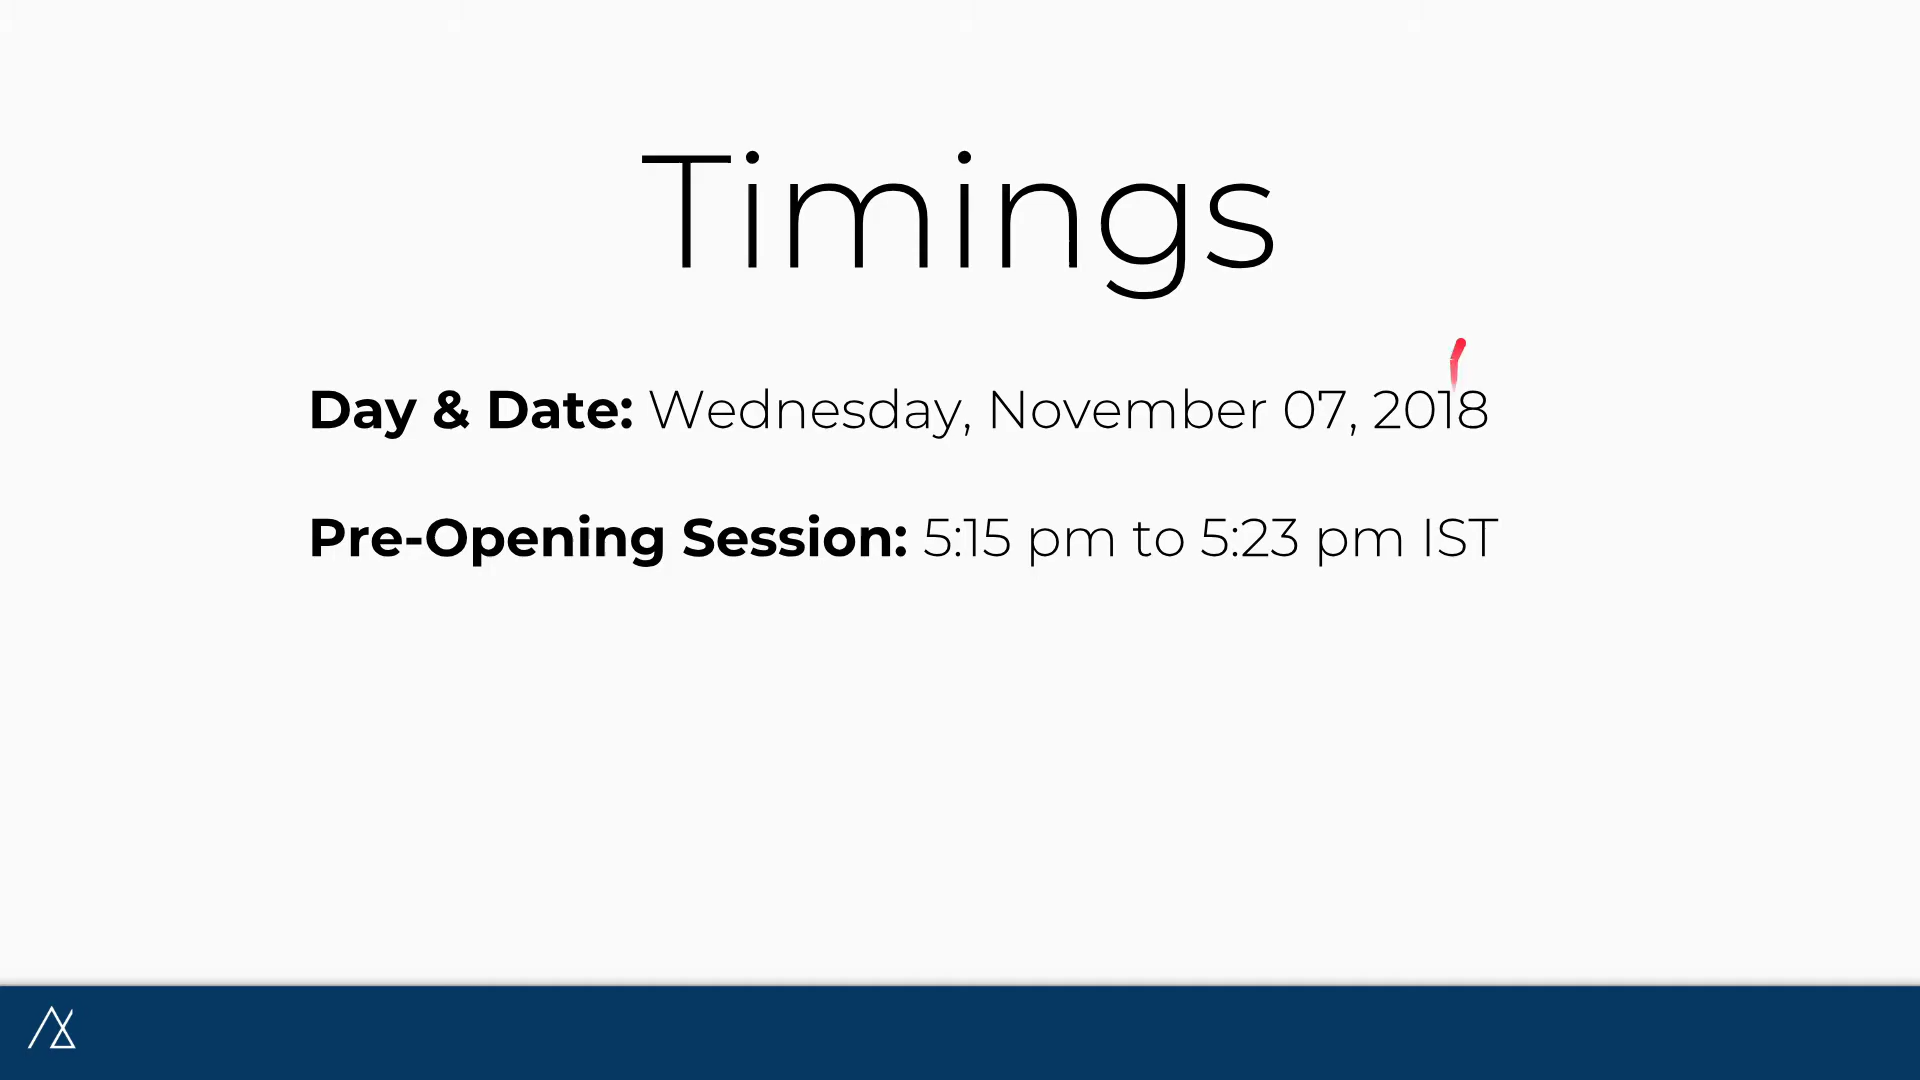 Timings
Day & Date: Wednesday, November 07, 2018
Pre-Opening Session: 5:15 pm to 5:23 pm IST